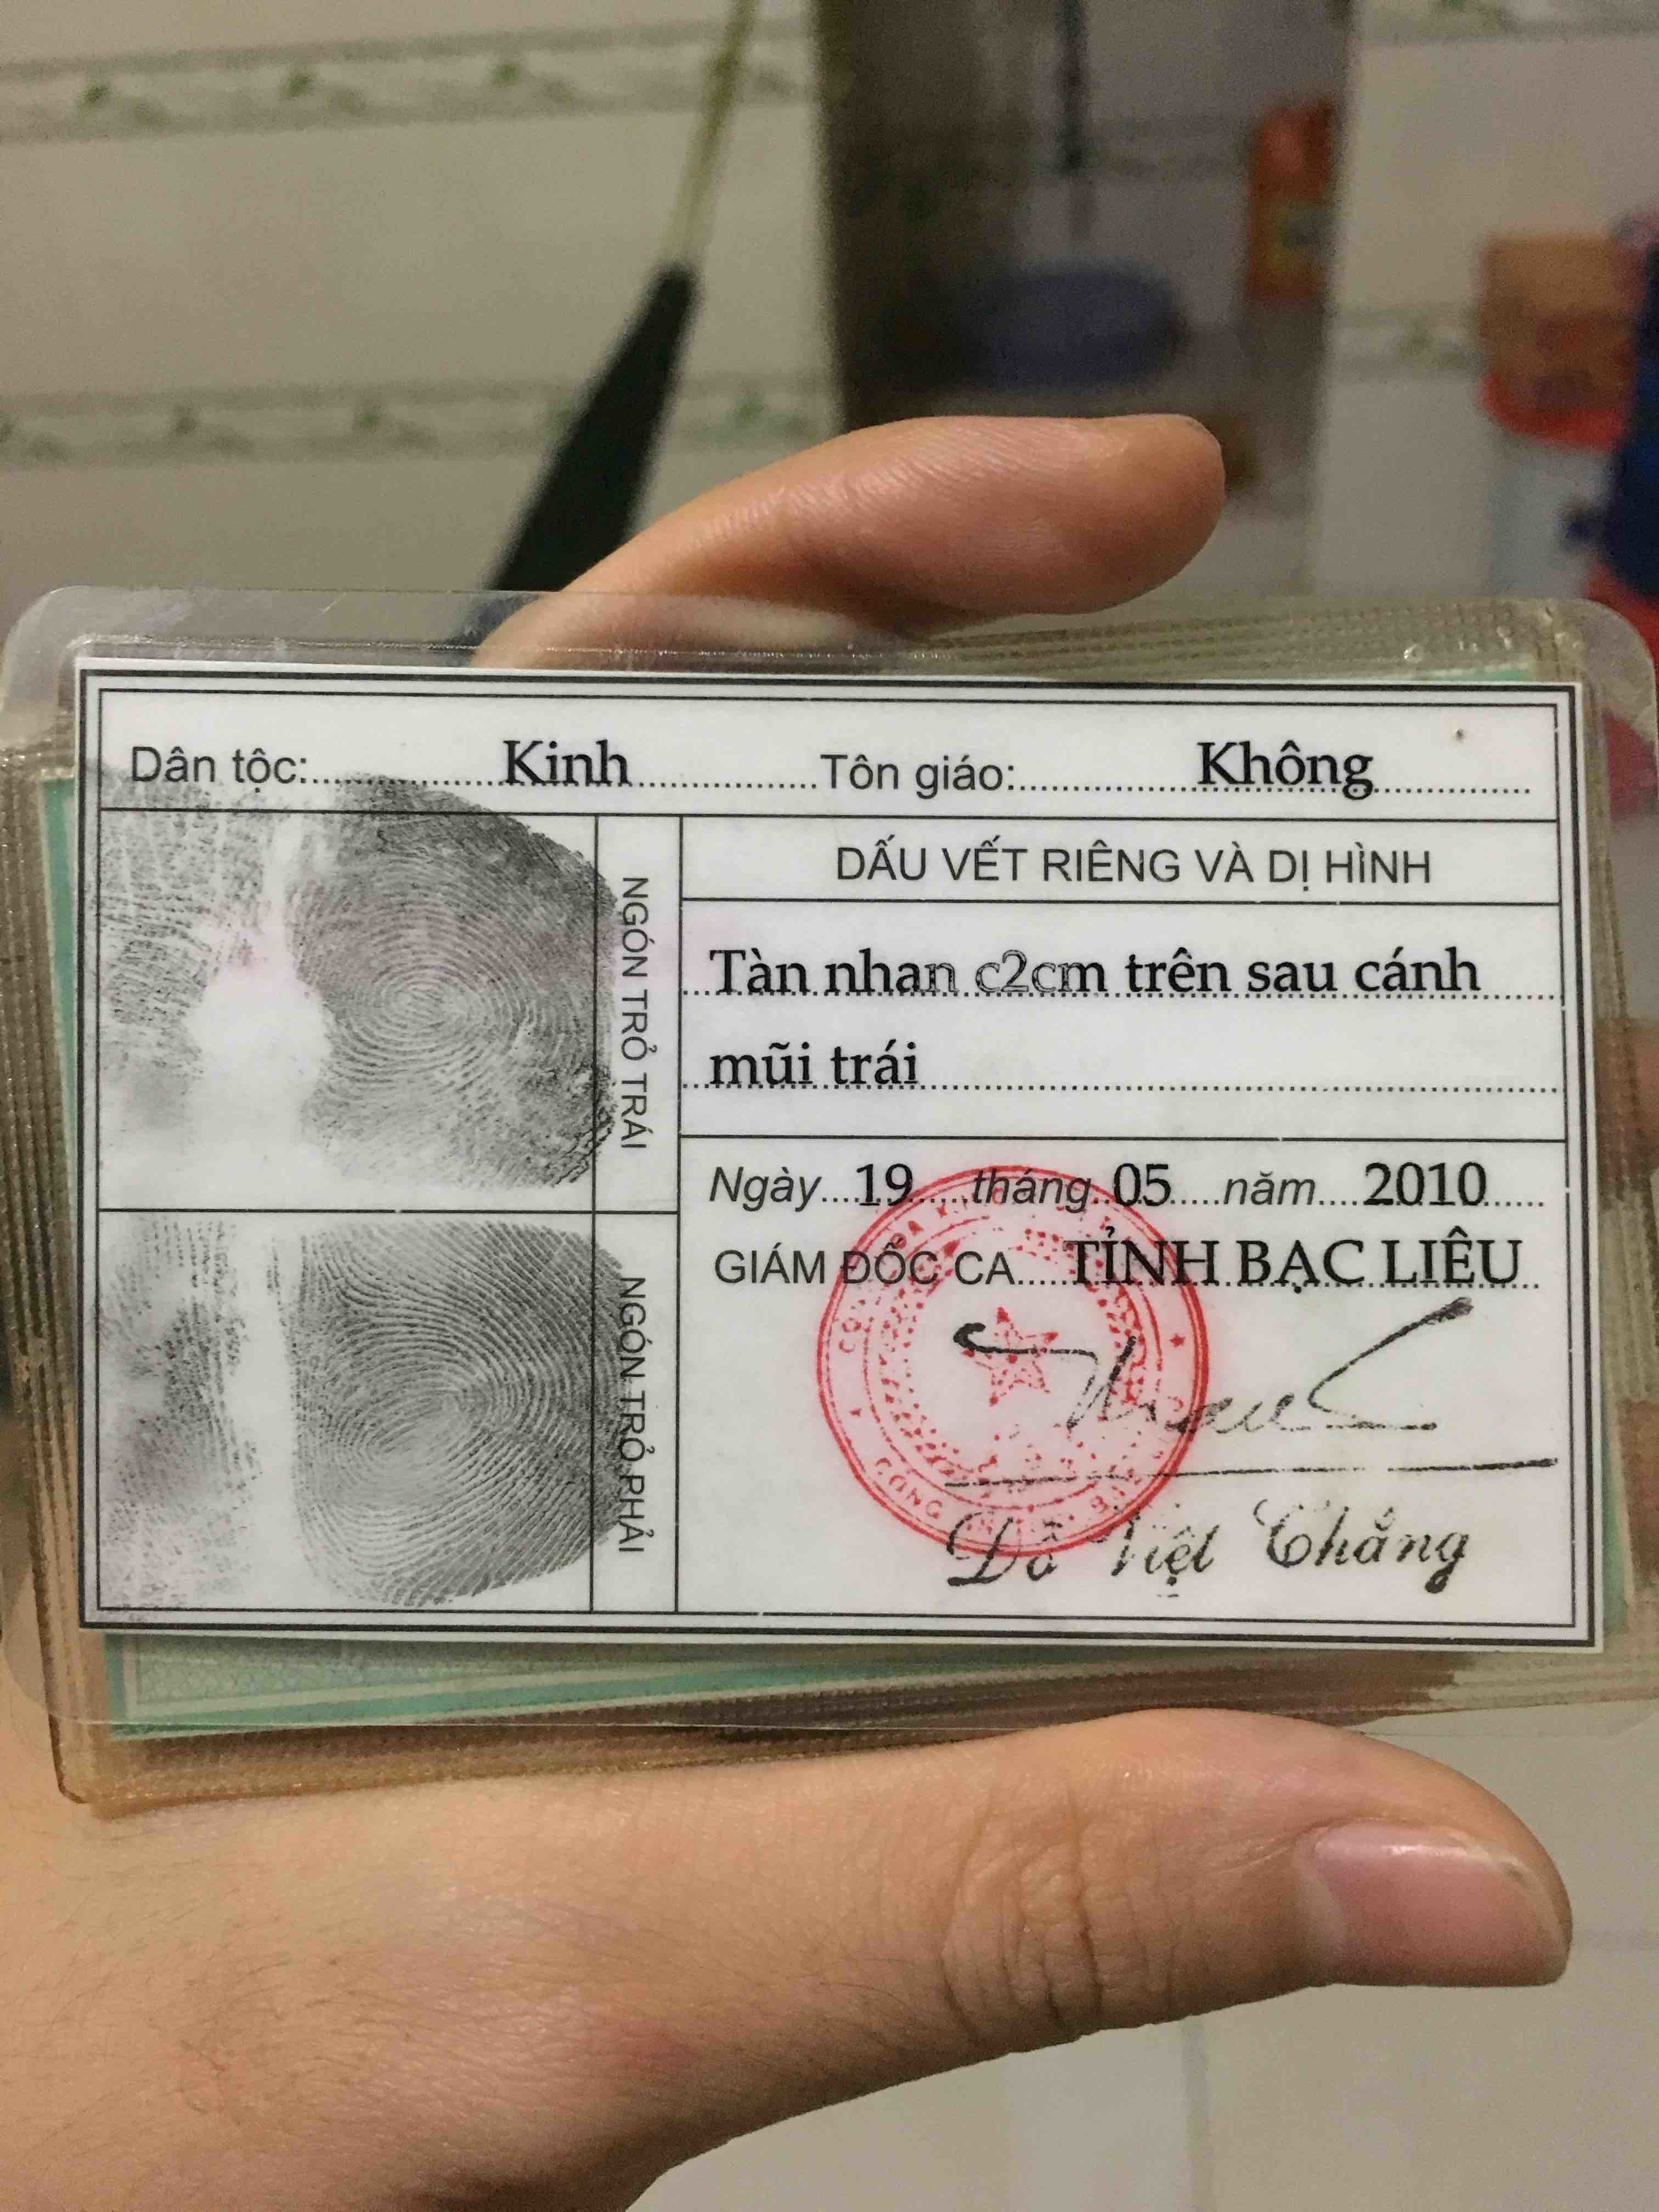 Dân tộc: Kinh Tôn giáo: Không
NGÓN TRỎ TRÁI
DẤU VẾT RIÊNG VÀ DỊ HÌNH
Tàn nhan c2cm trên sau cánh
mũi trái
NGÓN TRỎ PHẢI
Ngày 19 tháng 05 năm 2010
GIÁM ĐỐC CA TỈNH BẠC LIÊU
CÔNG
Việt Chẳng